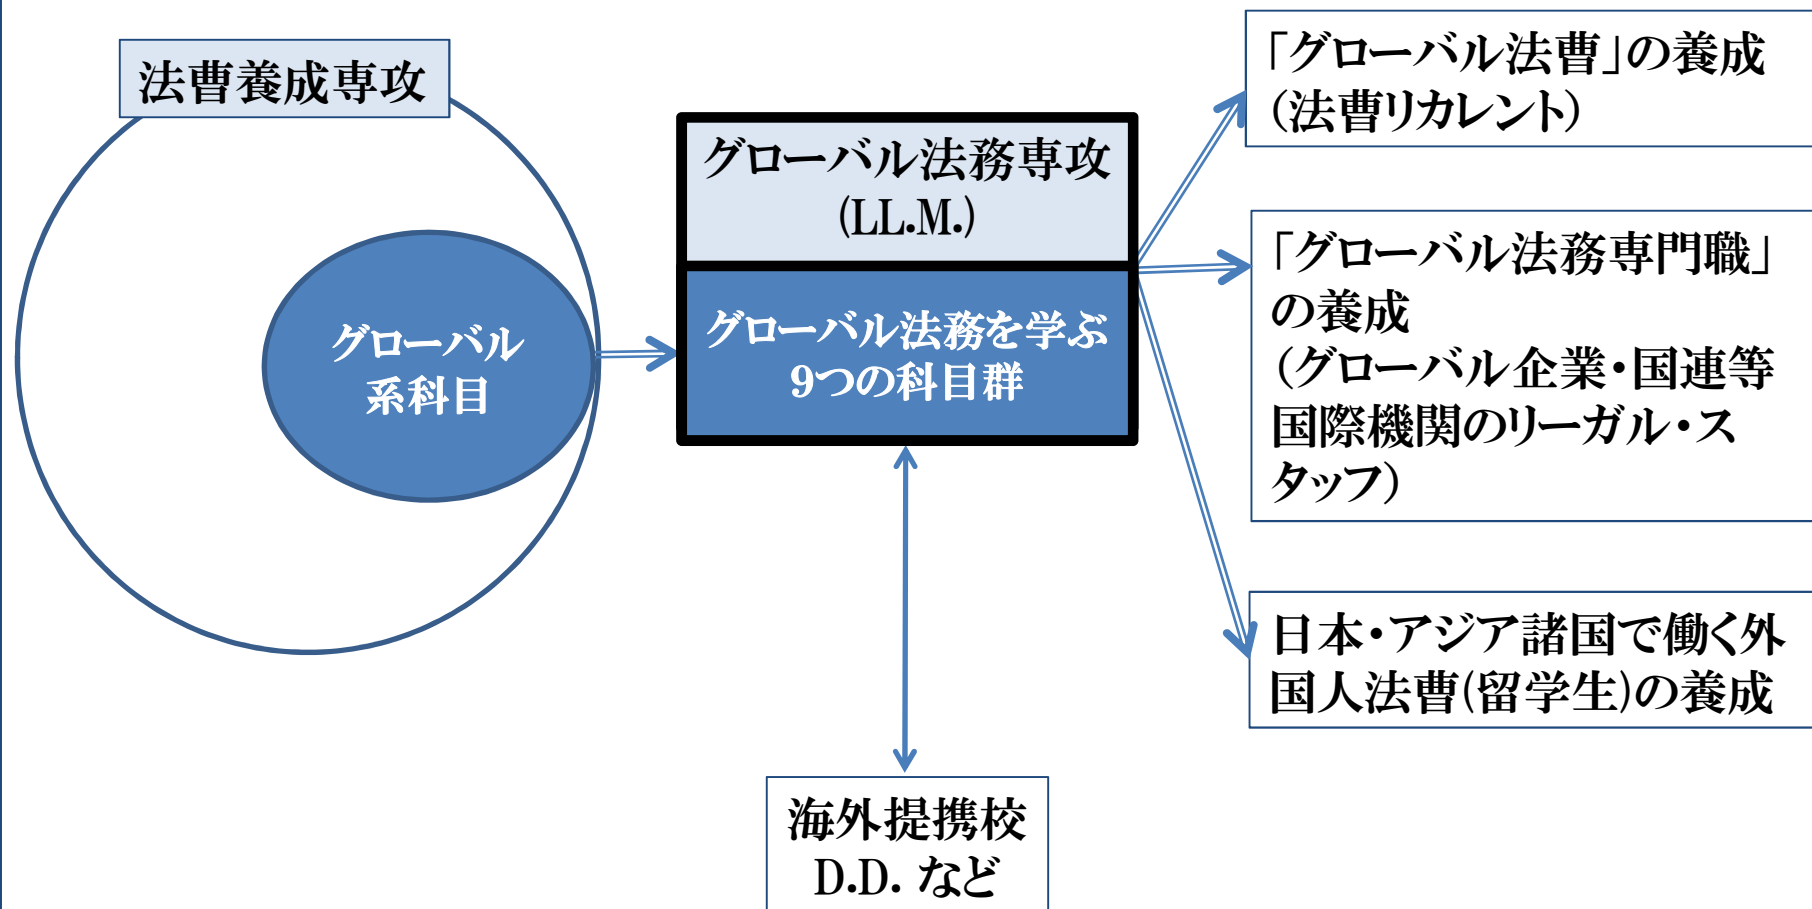 法曹養成専攻
グローバル
系科目
グローバル法務専攻
(LL.M.)
グローバル法務を学ぶ
9つの科目群
海外提携校
D.D. など
「グローバル法曹」の養成
（法曹リカレント）
「グローバル法務専門職」
の養成
（グローバル企業・国連等
国際機関のリーガル・ス
タッフ）
日本・アジア諸国で働く外
国人法曹(留学生)の養成